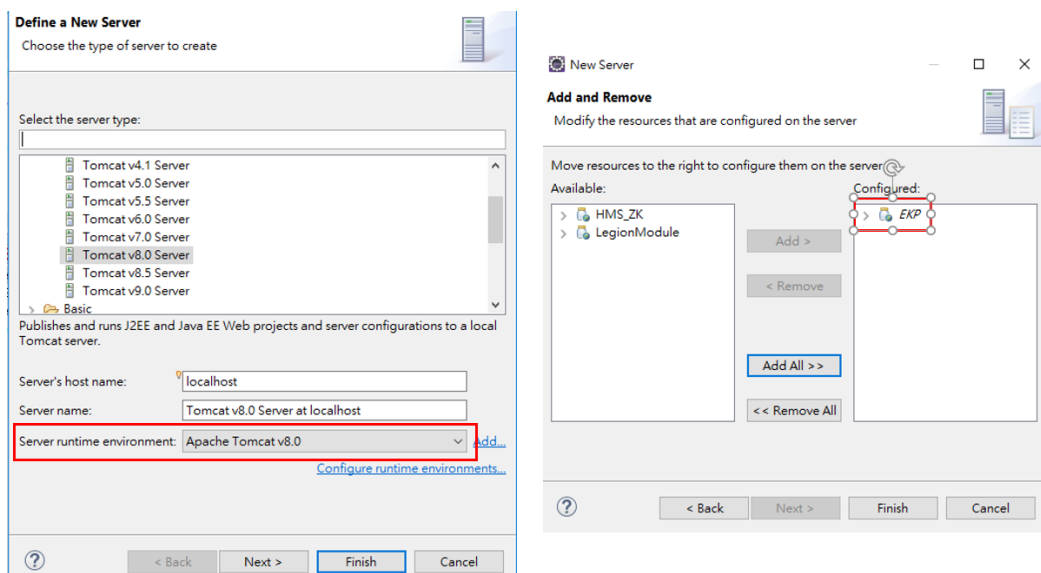 Define a New Server
Choose the type of server to create
Select the server type:
Tomcat v4.1 Server
Tomcat v5.0 Server
Tomcat v5.5 Server
Tomcat v6.0 Server
Tomcat v7.0 Server
Tomcat v8.0 Server
Tomcat v8.5 Server
Tomcat v9.0 Server
Basic
Publishes and runs J2EE and Java EE Web projects and server configurations to a local
Tomcat server.
Server's host name: localhost
Server name: Tomcat v8.0 Server at localhost
Server runtime environment: Apache Tomcat v8.0 Add...
Configure runtime environments...
? < Back Next > Finish Cancel
New Server
Add and Remove
Modify the resources that are configured on the server
Move resources to the right to configure them on the server
Available: Configured:
HMS_ZK
LegionModule
EKP
Add >
< Remove
Add All >>
<< Remove All
? < Back Next > Finish Cancel